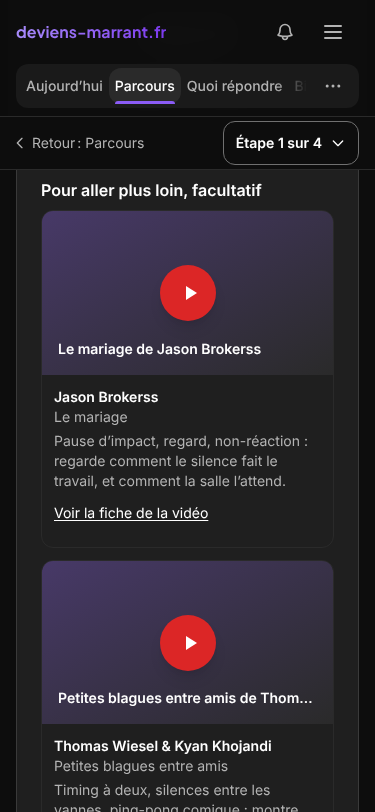 deviens-marrant.fr
Aujourd’hui Parcours Quoi répondre
Retour : Parcours
Étape 1 sur 4
Pour aller plus loin, facultatif
Le mariage de Jason Brokerss
Jason Brokerss
Le mariage
Pause d’impact, regard, non-réaction :
regarde comment le silence fait le
travail, et comment la salle l’attend.
Voir la fiche de la vidéo
Petites blagues entre amis de Thom…
Thomas Wiesel & Kyan Khojandi
Petites blagues entre amis
Timing à deux, silences entre les
vannes, ping-pong comique : montre